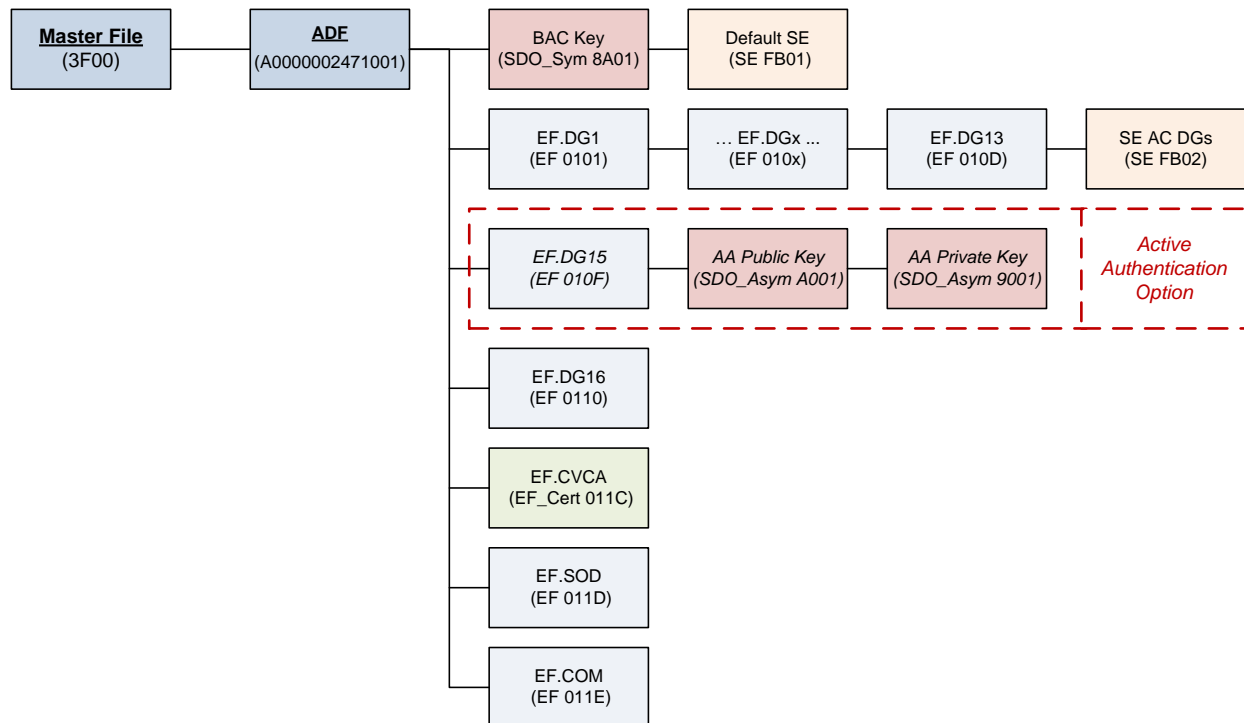 Master File
(3F00)
ADF
(A0000002471001)
BAC Key
(SDO_Sym 8A01)
Default SE
(SE FB01)
EF.DG1
(EF 0101)
... EF.DGx ...
(EF 010x)
EF.DG13
(EF 010D)
SE AC DGs
(SE FB02)
EF.DG15
(EF 010F)
AA Public Key
(SDO_Asym A001)
AA Private Key
(SDO_Asym 9001)
Active
Authentication
Option
EF.DG16
(EF 0110)
EF.CVCA
(EF_Cert 011C)
EF.SOD
(EF 011D)
EF.COM
(EF 011E)